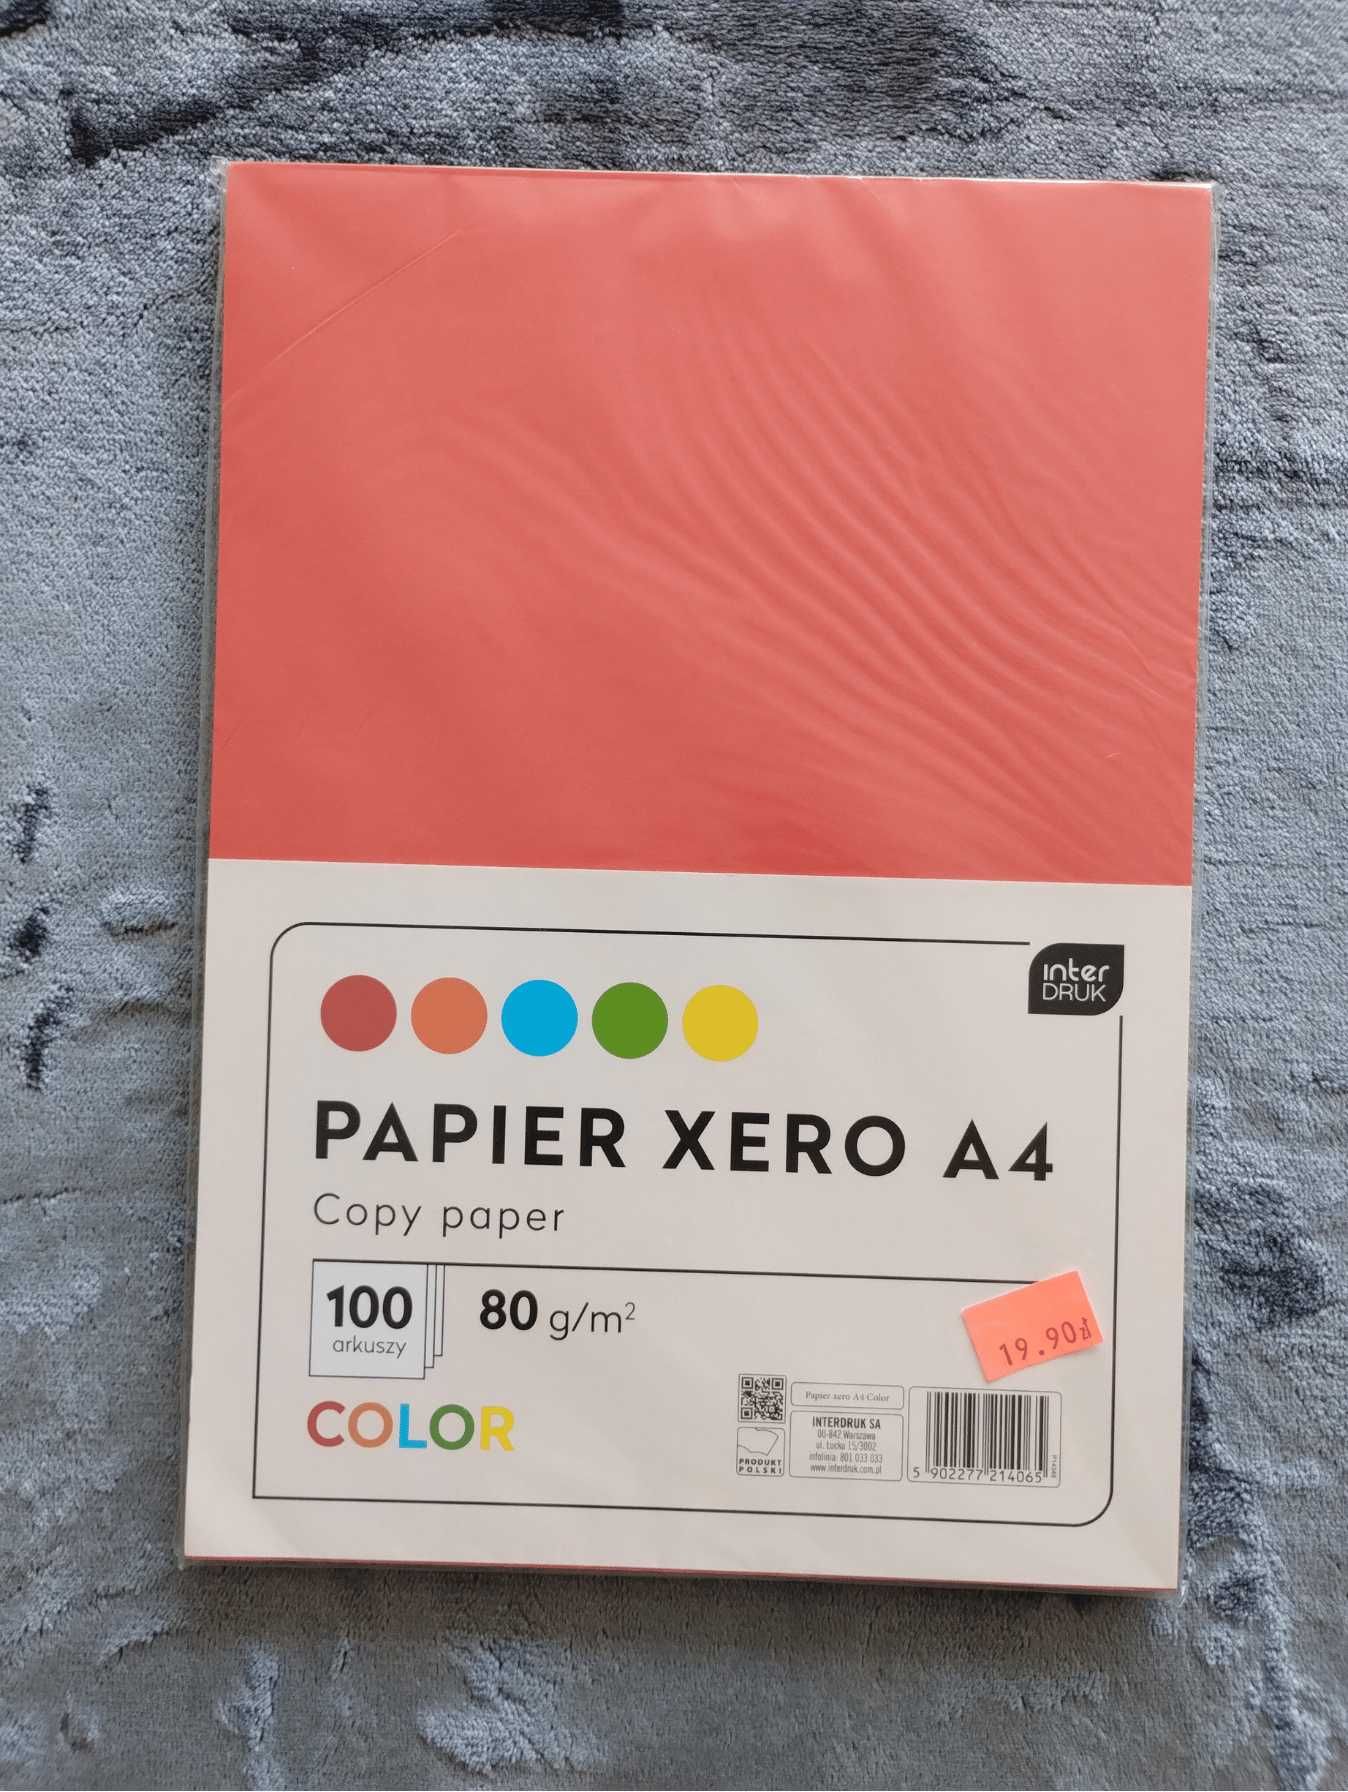 inter
DRUK
PAPIER XERO A4
Copy paper
100
arkuszy
80 g/m²
19.90zł
COLOR
PRODUKT
POLSKI
Papier xero A4 Color
INTERDRUK SA
00-842 Warszawa
ul. Łucka 15/3002
infolinia: 801 033 033
www.interdruk.com.pl
5 902277 214065